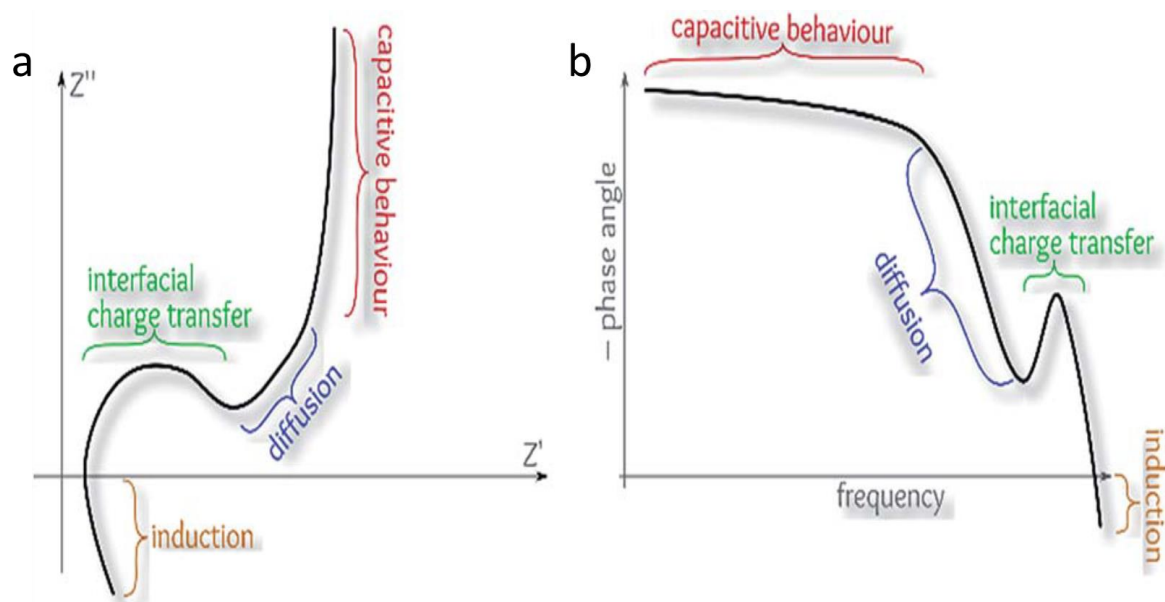 a
Z''
capacitive behaviour
interfacial
charge transfer
diffusion
Z'
induction
b
capacitive behaviour
— phase angle
diffusion
interfacial
charge transfer
frequency
induction